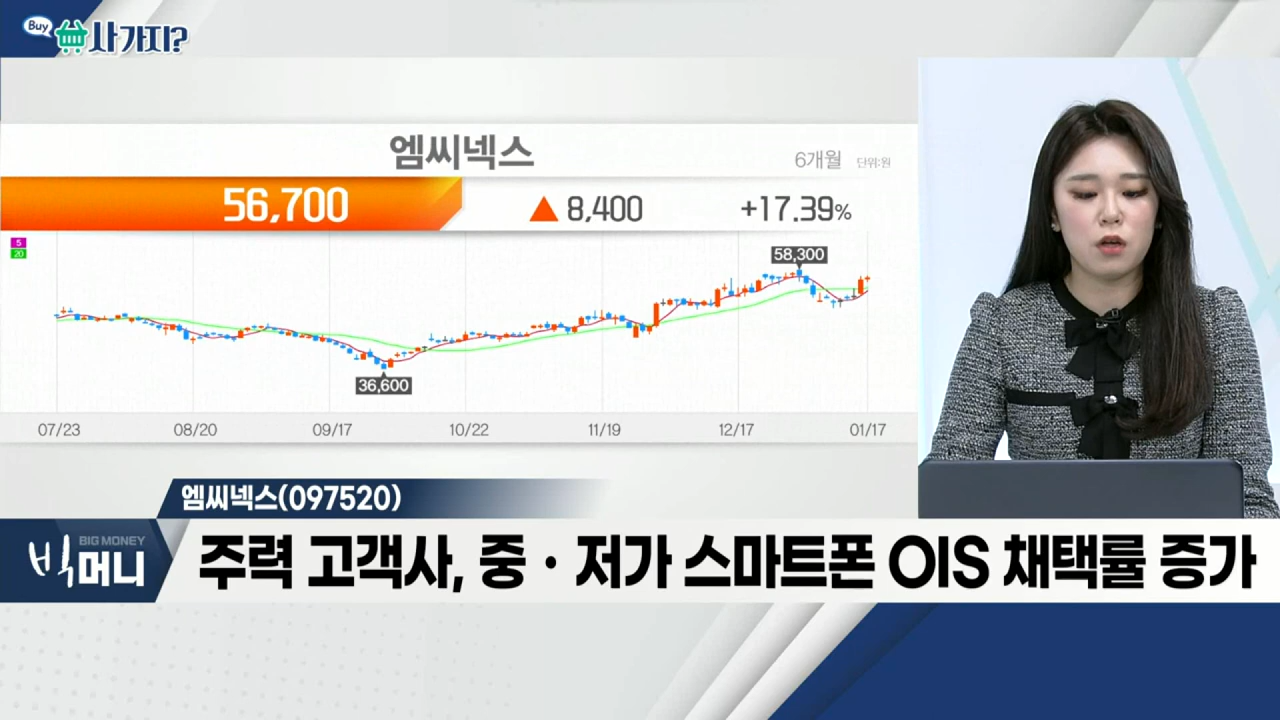 Buy 사가지?
엠씨넥스
6개월 단위:원
56,700 ▲ 8,400 +17.39%
5
20
58,300
36,600
07/23 08/20 09/17 10/22 11/19 12/17 01/17
엠씨넥스(097520)
BIG MONEY
빅머니
주력 고객사, 중·저가 스마트폰 OIS 채택률 증가